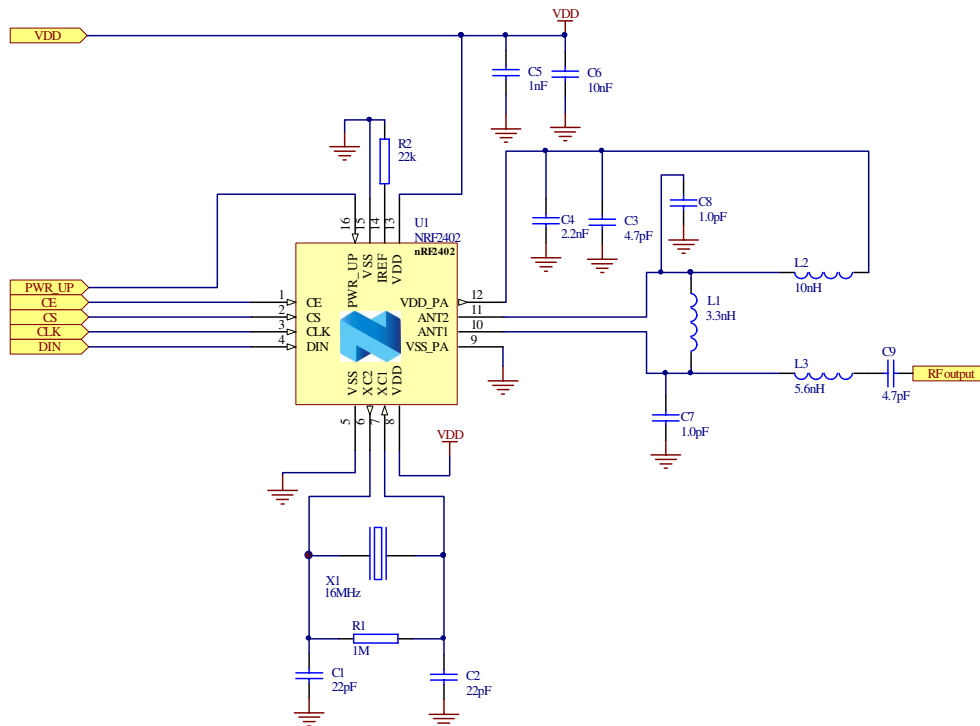 VDD
VDD
C5
1nF
C6
10nF
R2
22k
C8
1.0pF
C4
2.2nF
C3
4.7pF
16
15
14
13
U1
NRF2402
nRF2402
PWR_UP
VSS
IREF
VDD
L2
10nH
PWR_UP
CE
CS
CLK
DIN
1
2
3
4
CE
CS
CLK
DIN
VDD_PA
ANT2
ANT1
VSS_PA
12
11
10
9
L1
3.3nH
L3
5.6nH
C9
4.7pF
RF output
VSS
XC2
XC1
VDD
5
6
7
8
C7
1.0pF
VDD
X1
16MHz
R1
1M
C1
22pF
C2
22pF